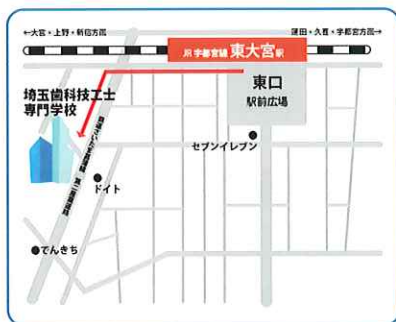 ←大宮・上野・新宿方面
蓮田・久喜・宇都宮方面→
JR 宇都宮線 東大宮駅
埼玉歯科技工士
専門学校
東口
駅前広場
セブンイレブン
ドイト
でんきち